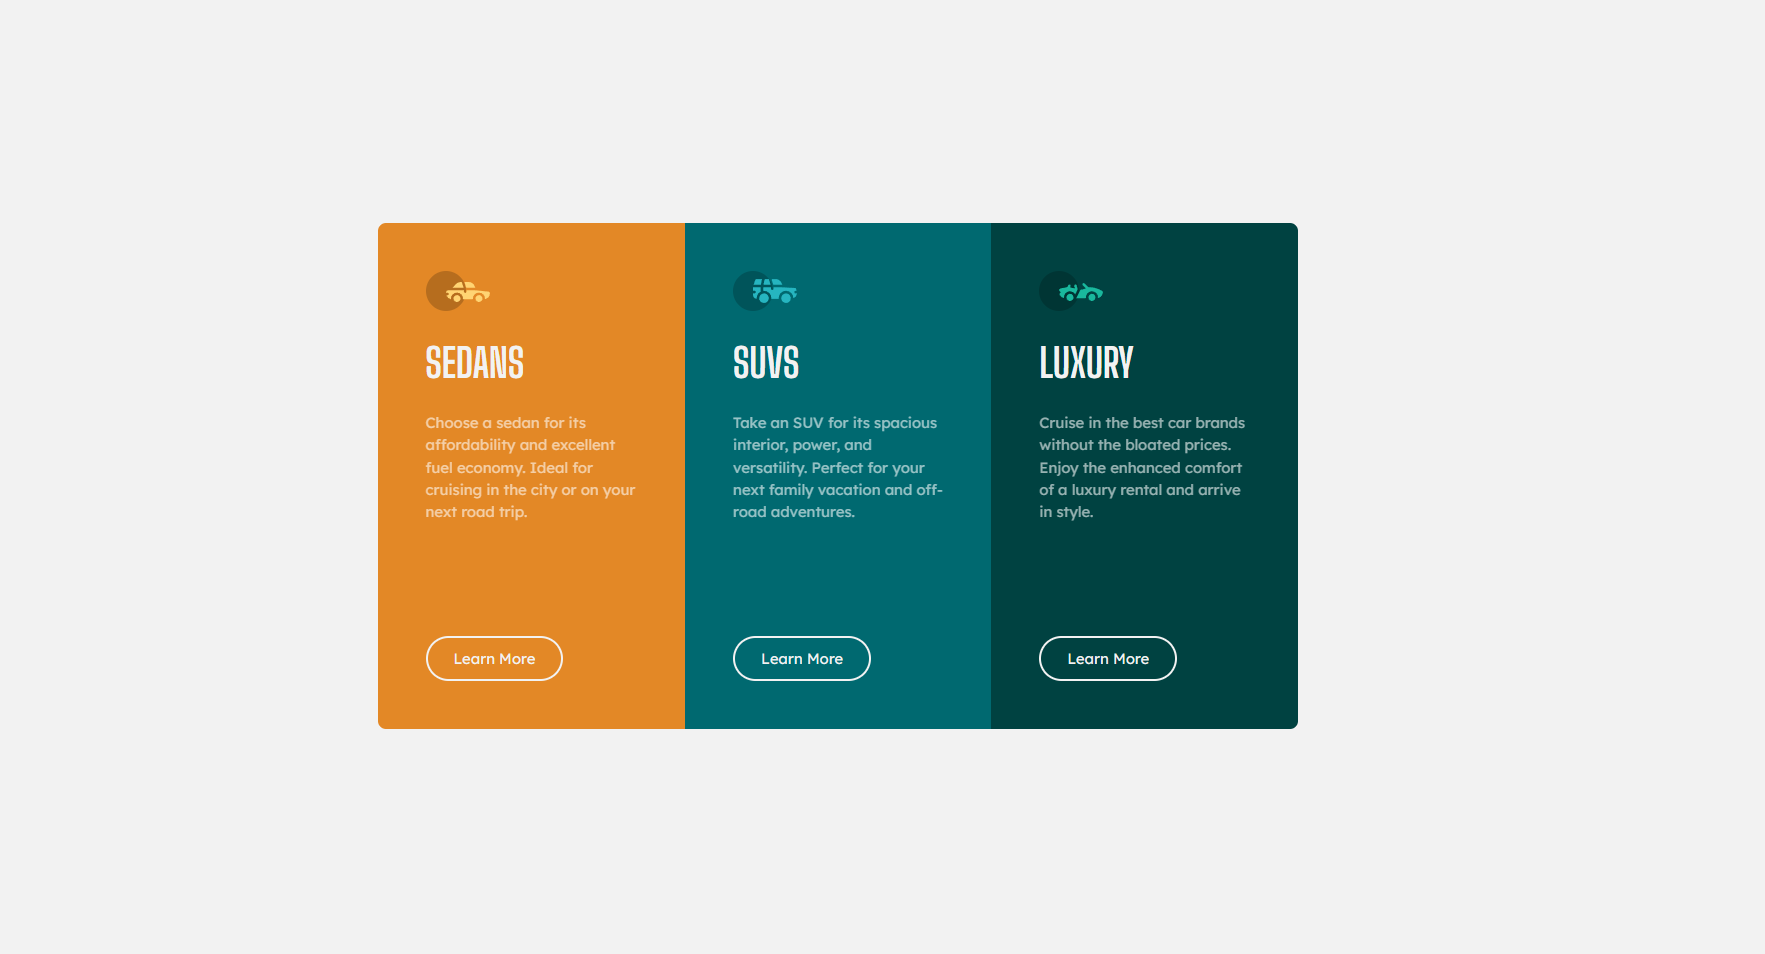 SEDANS
Choose a sedan for its
affordability and excellent
fuel economy. Ideal for
cruising in the city or on your
next road trip.
Learn More
SUVS
Take an SUV for its spacious
interior, power, and
versatility. Perfect for your
next family vacation and off-
road adventures.
Learn More
LUXURY
Cruise in the best car brands
without the bloated prices.
Enjoy the enhanced comfort
of a luxury rental and arrive
in style.
Learn More